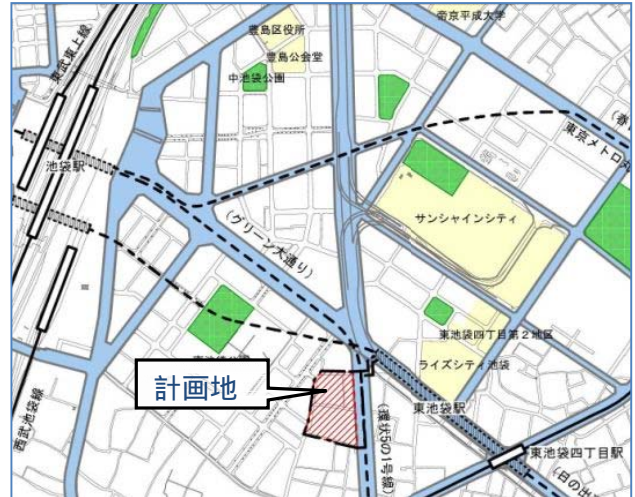 帝京平成大学
豊島区役所
豊島公会堂
中池袋公園
東武東上線
池袋駅
東京メトロ丸
サンシャインシティ
(グリーン大通り)
東池袋四丁目第2地区
ライズシティ池袋
計画地
東池袋駅
(環状5の1号線)
東池袋四丁目駅
西武池袋線
(日の出